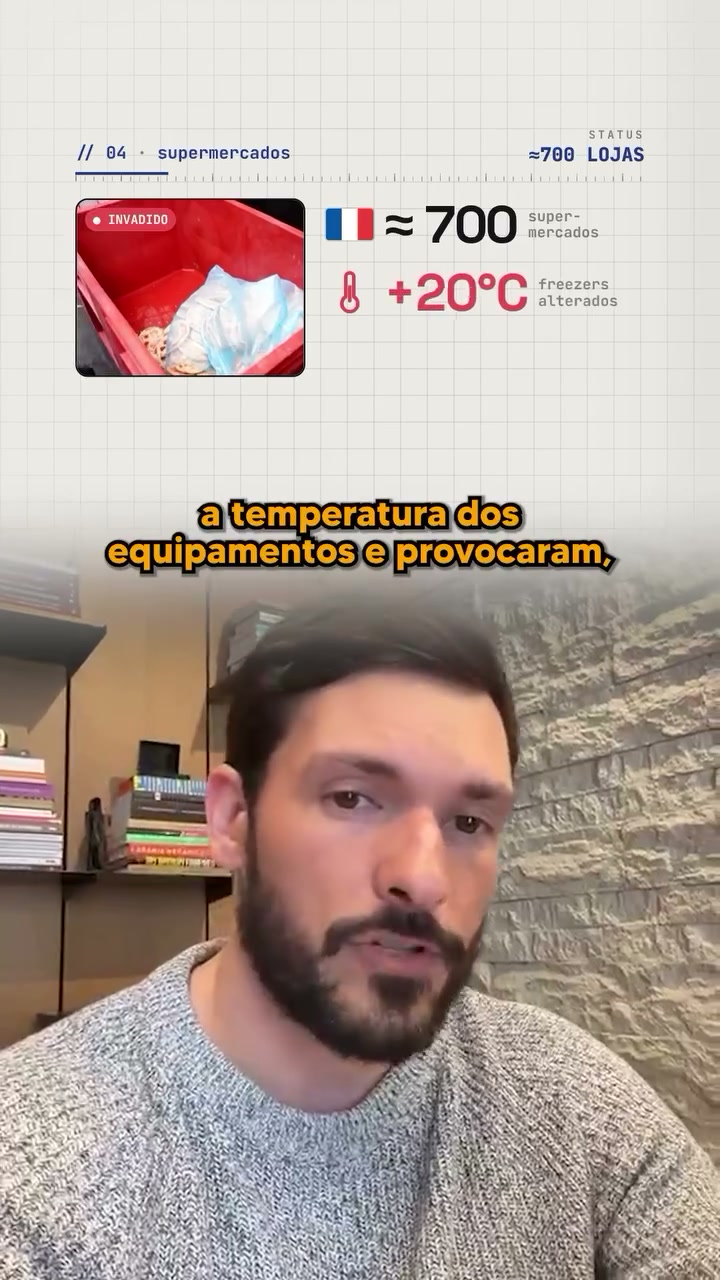 STATUS
// 04 · supermercados
≈700 LOJAS
INVADIDO
≈ 700 super-
mercados
+20°C freezers
alterados
a temperatura dos
equipamentos e provocaram,